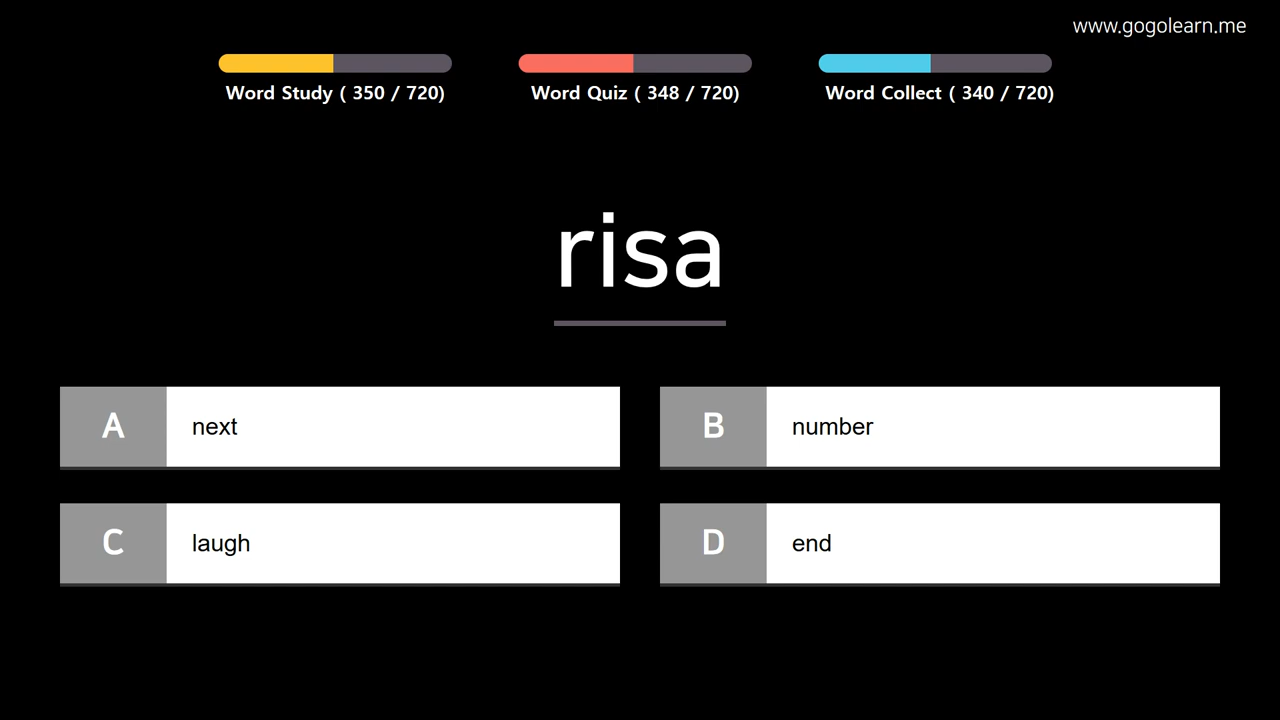 www.gogolearn.me
Word Study ( 350 / 720)
Word Quiz ( 348 / 720)
Word Collect ( 340 / 720)
risa
A next
B number
C laugh
D end